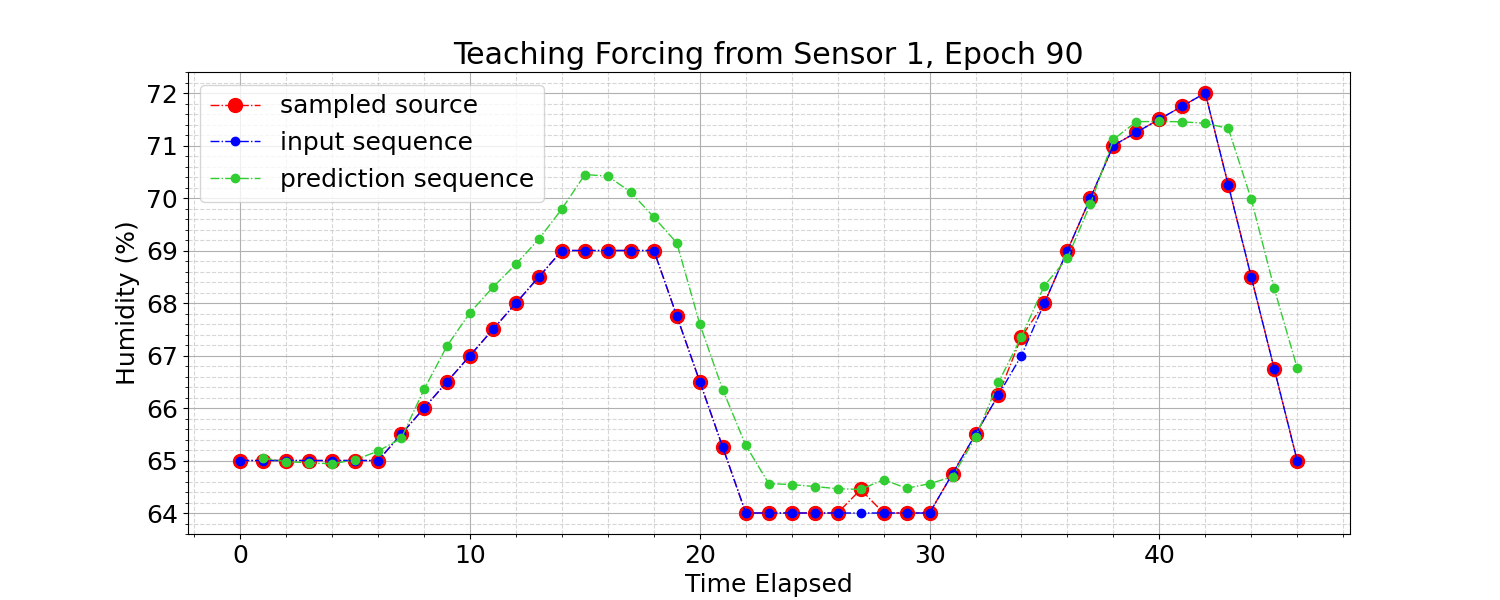 Teaching Forcing from Sensor 1, Epoch 90
sampled source
input sequence
prediction sequence
Humidity (%)
72
71
70
69
68
67
66
65
64
0 10 20 30 40
Time Elapsed